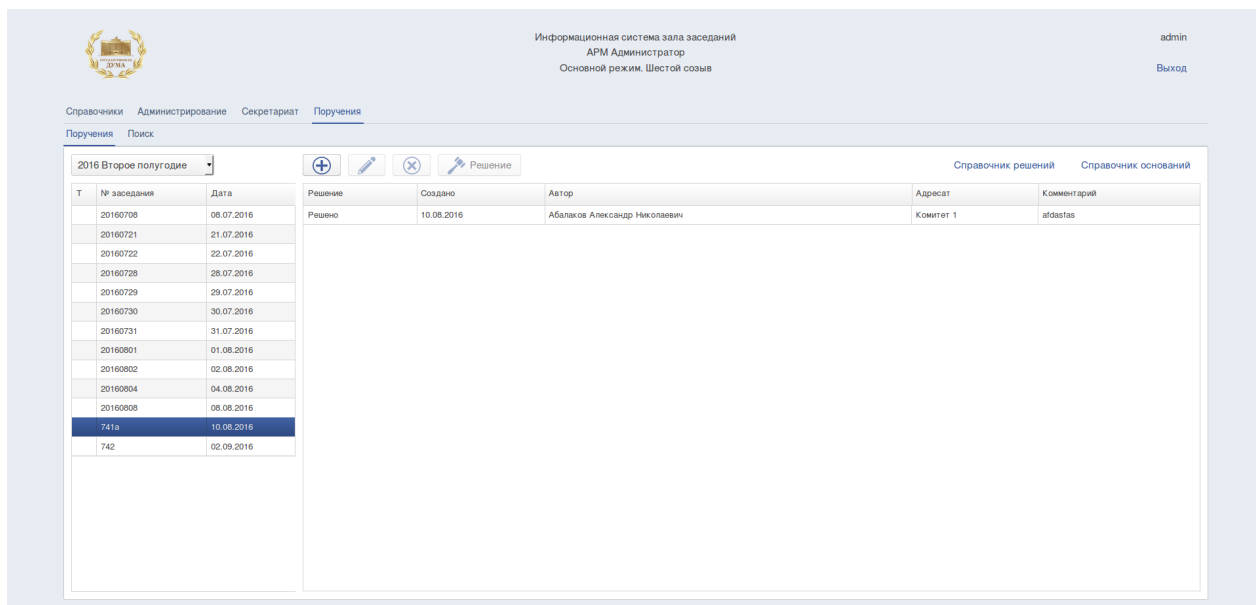 Информационная система зала заседаний
АРМ Администратор
Основной режим. Шестой созыв
admin
Выход
ГОСУДАРСТВЕННАЯ
ДУМА
Справочники Администрирование Секретариат Поручения
Поручения Поиск
2016 Второе полугодие
Решение
Справочник решений Справочник оснований
Т № заседания Дата
20160708 08.07.2016
20160721 21.07.2016
20160722 22.07.2016
20160728 28.07.2016
20160729 29.07.2016
20160730 30.07.2016
20160731 31.07.2016
20160801 01.08.2016
20160802 02.08.2016
20160804 04.08.2016
20160808 08.08.2016
741а 10.08.2016
742 02.09.2016
Решение Создано Автор Адресат Комментарий
Решено 10.08.2016 Абалаков Александр Николаевич Комитет 1 afdasfas